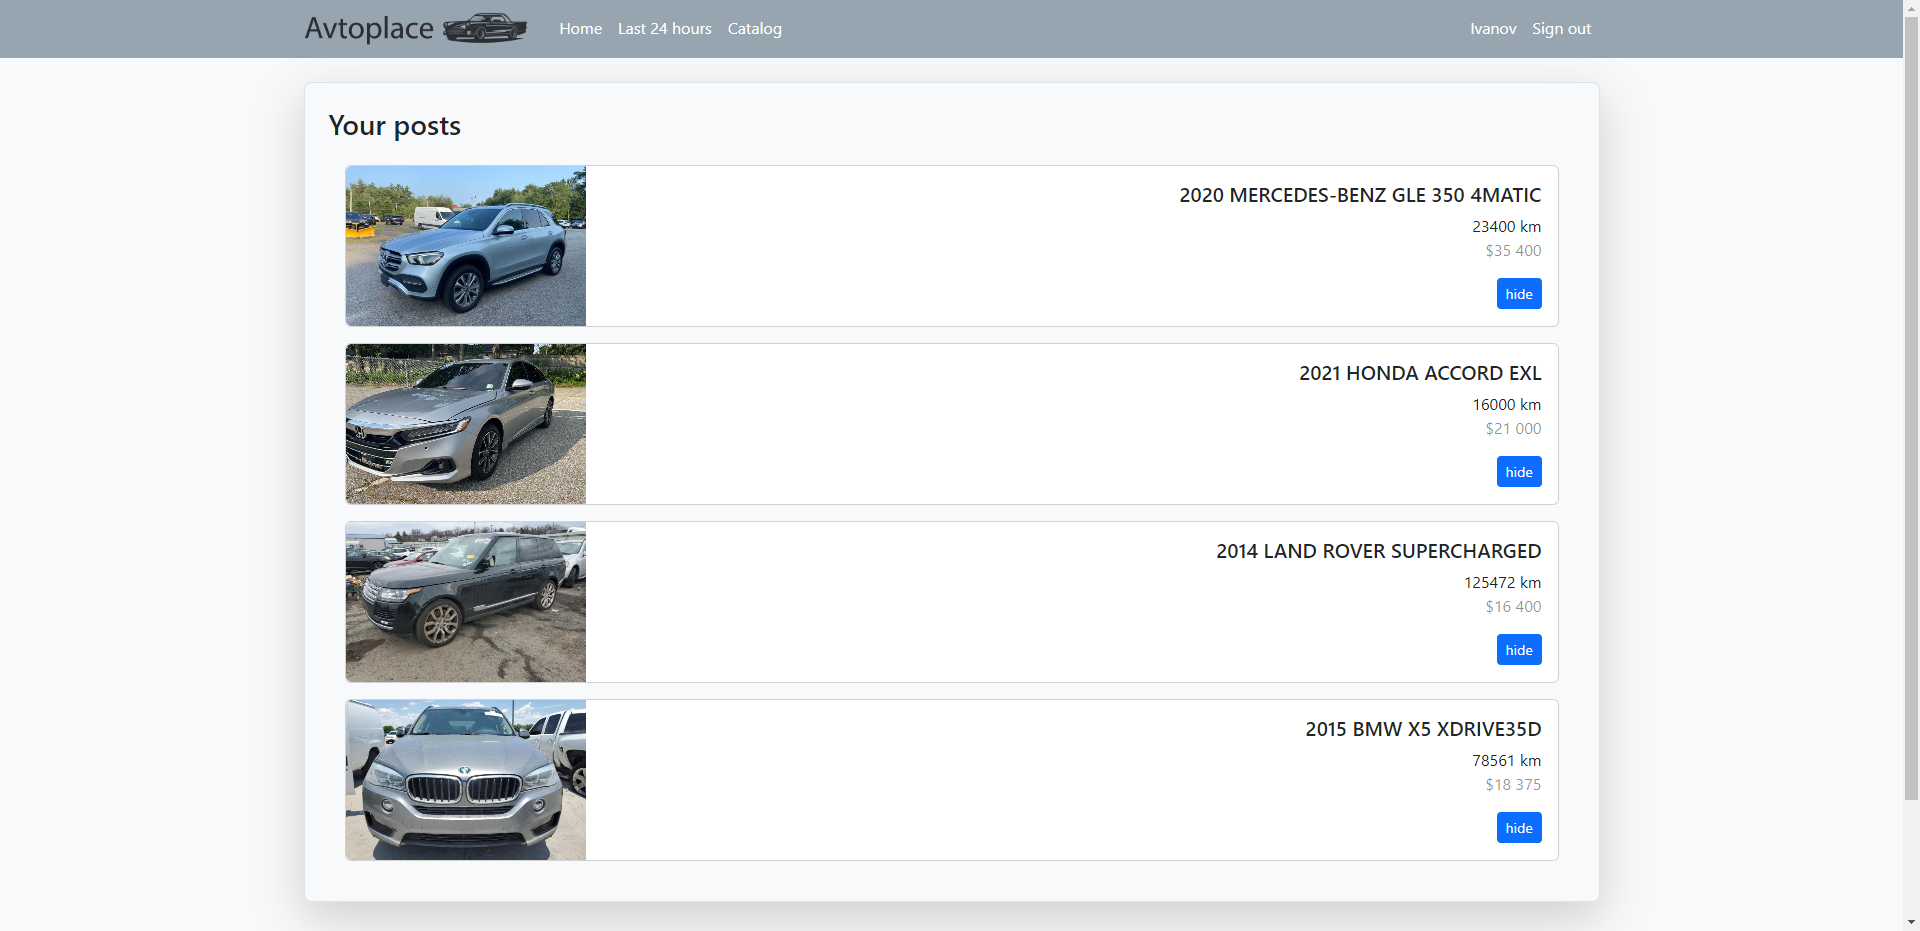 Avtoplace
Home Last 24 hours Catalog
Ivanov Sign out
Your posts
2020 MERCEDES-BENZ GLE 350 4MATIC
23400 km
$35 400
hide
2021 HONDA ACCORD EXL
16000 km
$21 000
hide
2014 LAND ROVER SUPERCHARGED
125472 km
$16 400
hide
2015 BMW X5 XDRIVE35D
78561 km
$18 375
hide